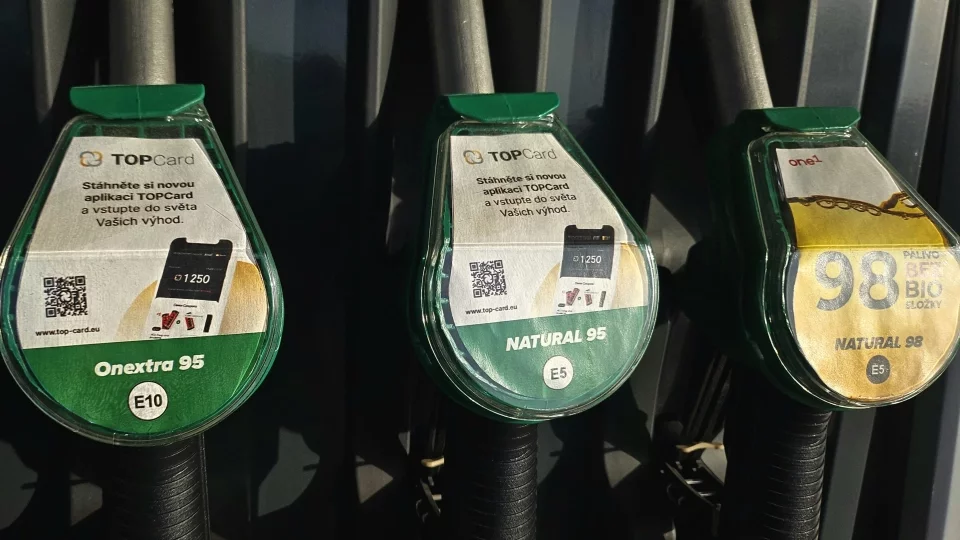 TOPCard
Stáhněte si novou
aplikaci TOPCard
a vstupte do světa
Vašich výhod.
1250
www.top-card.eu
Onextra 95
E10
TOPCard
Stáhněte si novou
aplikaci TOPCard
a vstupte do světa
Vašich výhod.
1250
www.top-card.eu
NATURAL 95
E5
one1
98
PALIVO
BEZ
BIO
SLOŽKY
NATURAL 98
E5